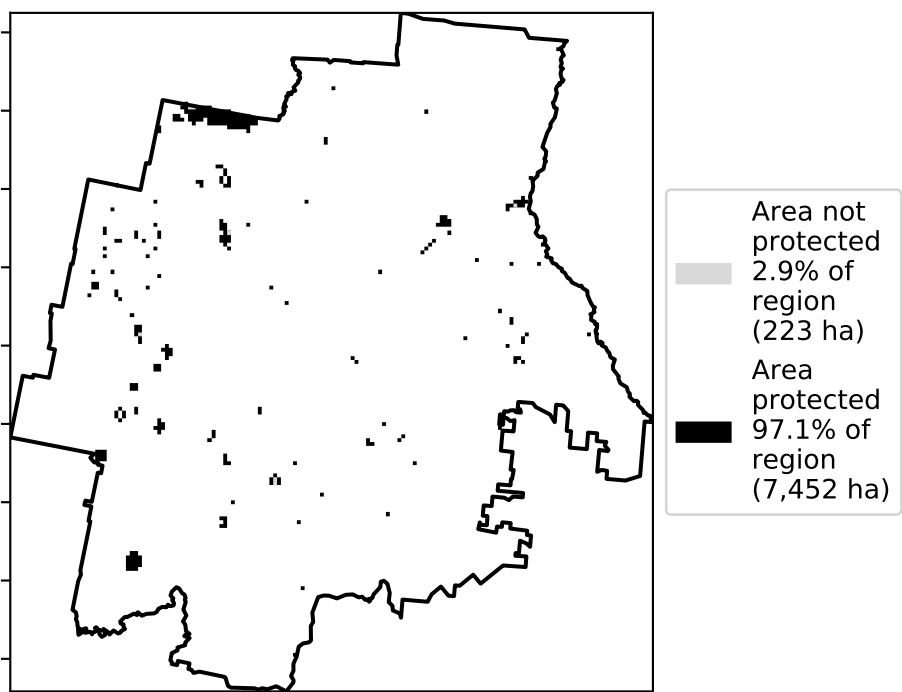 Area not
protected
2.9% of
region
(223 ha)
Area
protected
97.1% of
region
(7,452 ha)